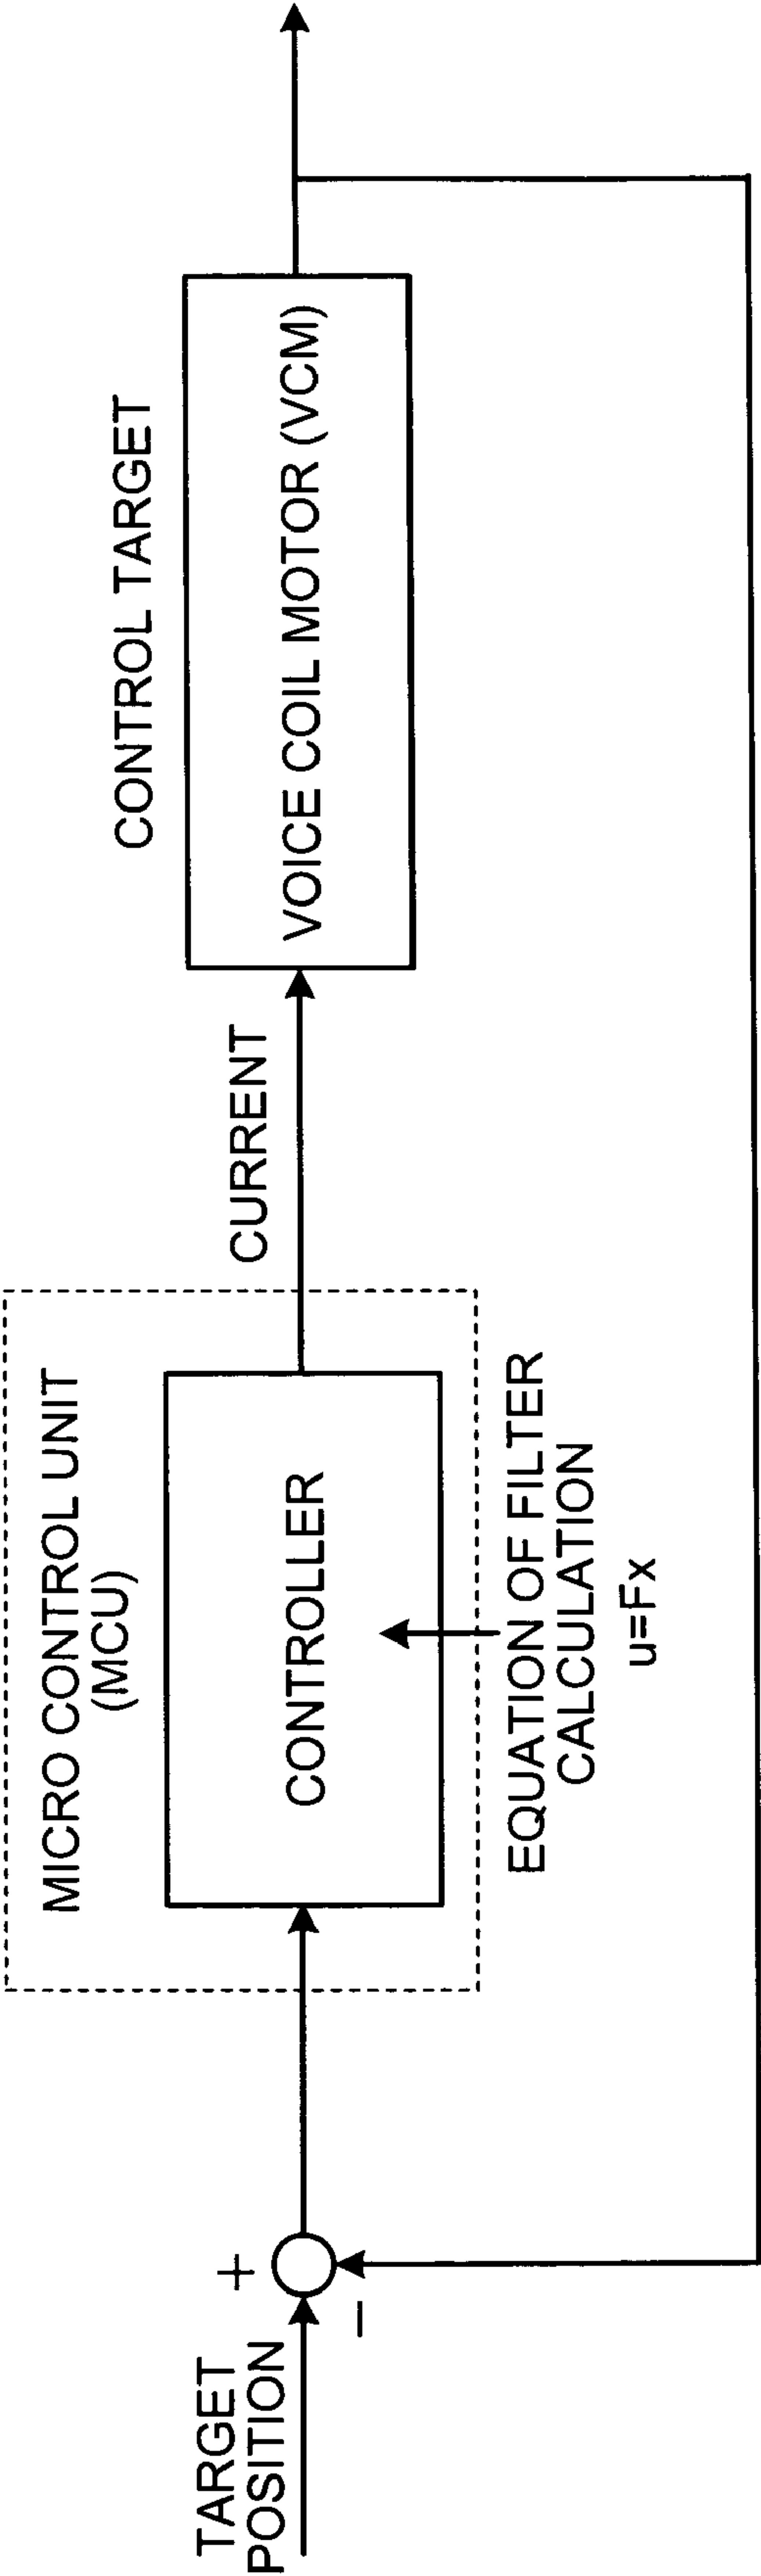 TARGET
POSITION
+
−
MICRO CONTROL UNIT
(MCU)
CONTROLLER
EQUATION OF FILTER
CALCULATION
u=Fx
CURRENT
CONTROL TARGET
VOICE COIL MOTOR (VCM)